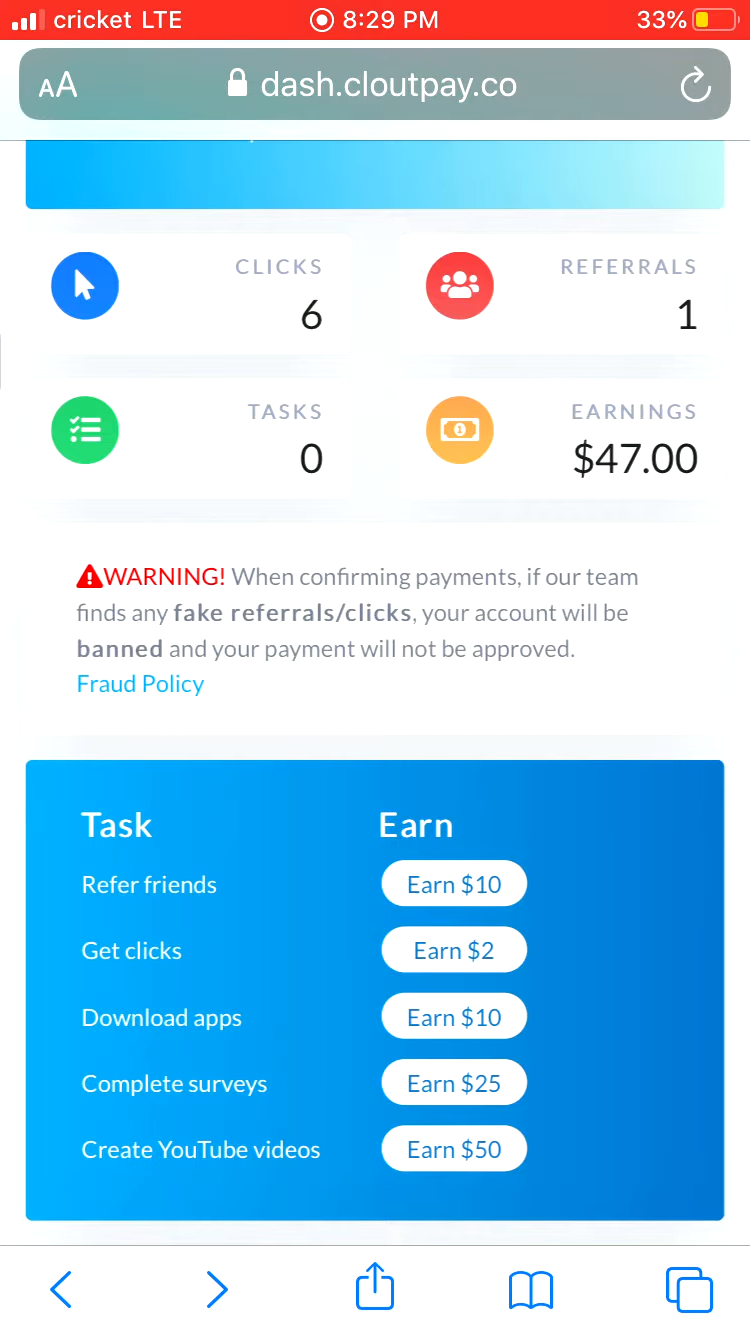 cricket LTE 8:29 PM 33%
AA dash.cloutpay.co
CLICKS
6
REFERRALS
1
TASKS
0
EARNINGS
$47.00
WARNING! When confirming payments, if our team
finds any fake referrals/clicks, your account will be
banned and your payment will not be approved.
Fraud Policy
Task Earn
Refer friends Earn $10
Get clicks Earn $2
Download apps Earn $10
Complete surveys Earn $25
Create YouTube videos Earn $50